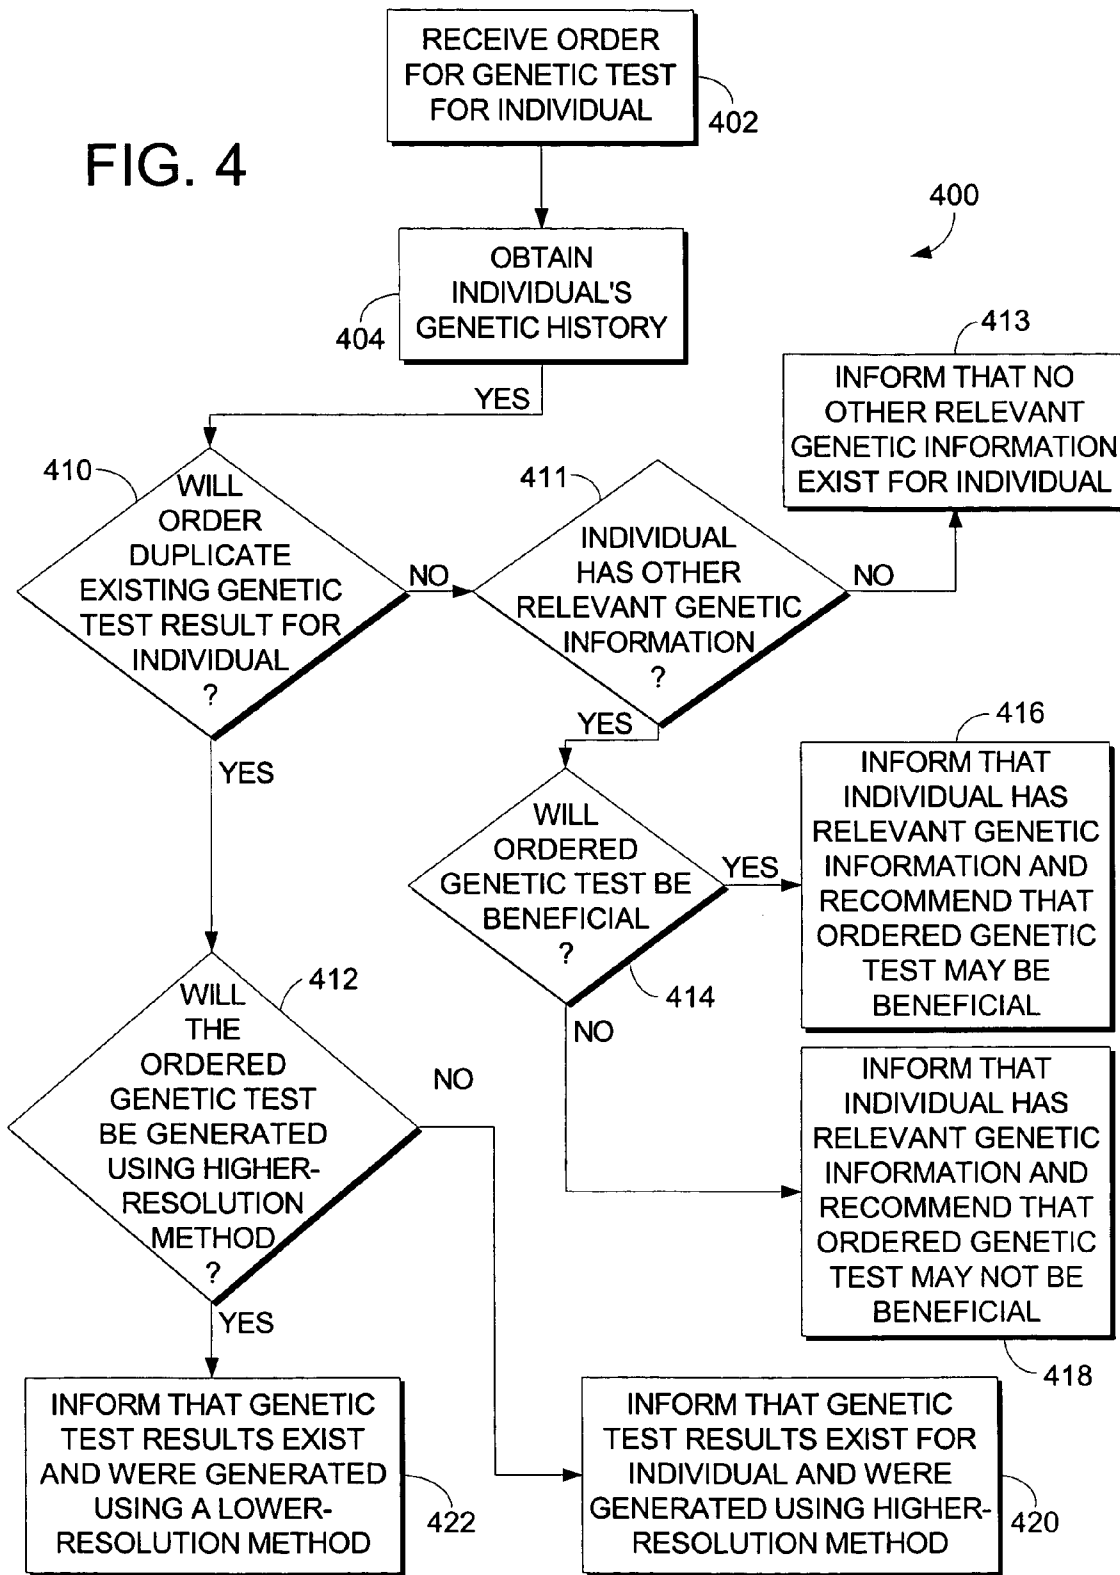 RECEIVE ORDER
FOR GENETIC TEST
FOR INDIVIDUAL
402
FIG. 4
400
OBTAIN
INDIVIDUAL'S
GENETIC HISTORY
404
YES
413
INFORM THAT NO
OTHER RELEVANT
GENETIC INFORMATION
EXIST FOR INDIVIDUAL
410
WILL
ORDER
DUPLICATE
EXISTING GENETIC
TEST RESULT FOR
INDIVIDUAL
?
NO
411
INDIVIDUAL
HAS OTHER
RELEVANT GENETIC
INFORMATION
?
NO
YES
YES
WILL
ORDERED
GENETIC TEST BE
BENEFICIAL
?
414
YES
416
INFORM THAT
INDIVIDUAL HAS
RELEVANT GENETIC
INFORMATION AND
RECOMMEND THAT
ORDERED GENETIC
TEST MAY BE
BENEFICIAL
NO
412
WILL
THE
ORDERED
GENETIC TEST
BE GENERATED
USING HIGHER-
RESOLUTION
METHOD
?
NO
INFORM THAT
INDIVIDUAL HAS
RELEVANT GENETIC
INFORMATION AND
RECOMMEND THAT
ORDERED GENETIC
TEST MAY NOT BE
BENEFICIAL
418
YES
INFORM THAT GENETIC
TEST RESULTS EXIST
AND WERE GENERATED
USING A LOWER-
RESOLUTION METHOD
422
INFORM THAT GENETIC
TEST RESULTS EXIST FOR
INDIVIDUAL AND WERE
GENERATED USING HIGHER-
RESOLUTION METHOD
420